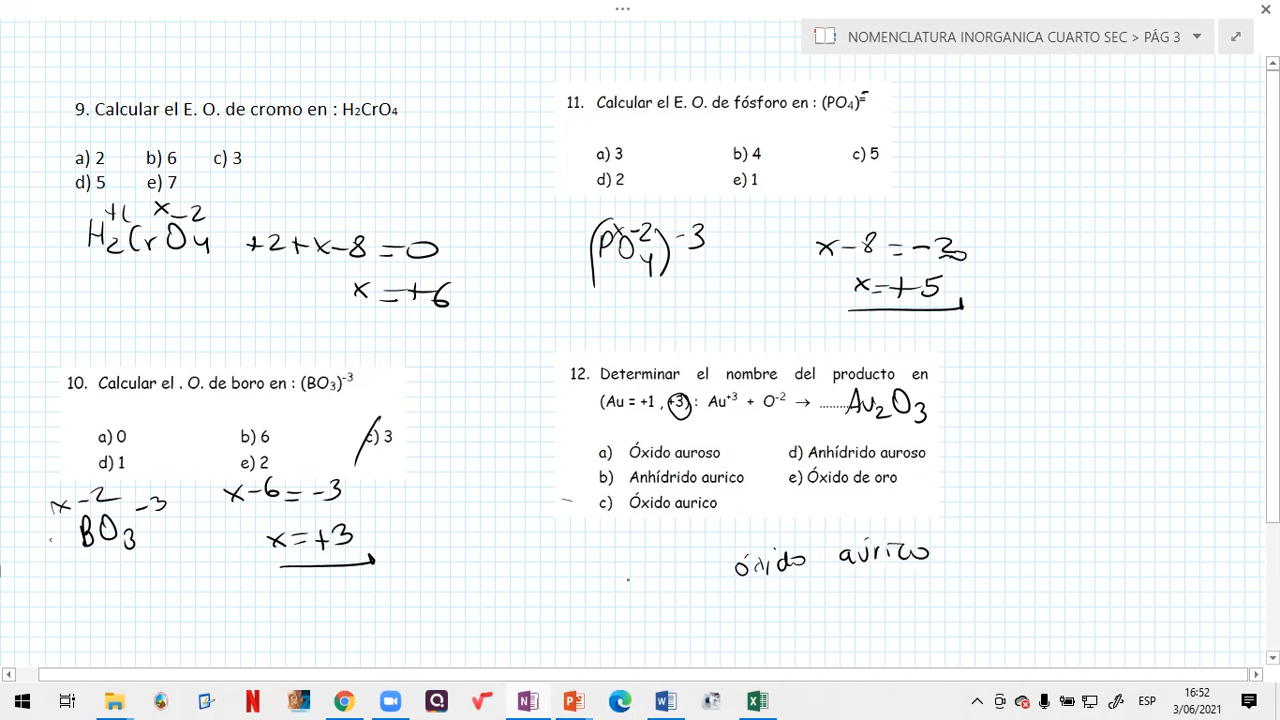 NOMENCLATURA INORGANICA CUARTO SEC > PÁG 3
9. Calcular el E. O. de cromo en : H₂CrO₄
a) 2 b) 6 c) 3
d) 5 e) 7
+1 x -2
H₂CrO₄ +2+x-8=0
x=+6
10. Calcular el . O. de boro en : (BO₃)⁻³
a) 0 b) 6 c) 3
d) 1 e) 2
x -2
BO₃ -3 x-6=-3
x=+3
11. Calcular el E. O. de fósforo en : (PO₄)
a) 3 b) 4 c) 5
d) 2 e) 1
x -2
(PO₄)-3 x-8=-3
x=+5
12. Determinar el nombre del producto en
(Au = +1 , +3) : Au⁺³ + O⁻² → ......... Au₂O₃
a) Óxido auroso d) Anhídrido auroso
b) Anhídrido aurico e) Óxido de oro
c) Óxido aurico
óxido aúrico
ESP
16:52
3/06/2021